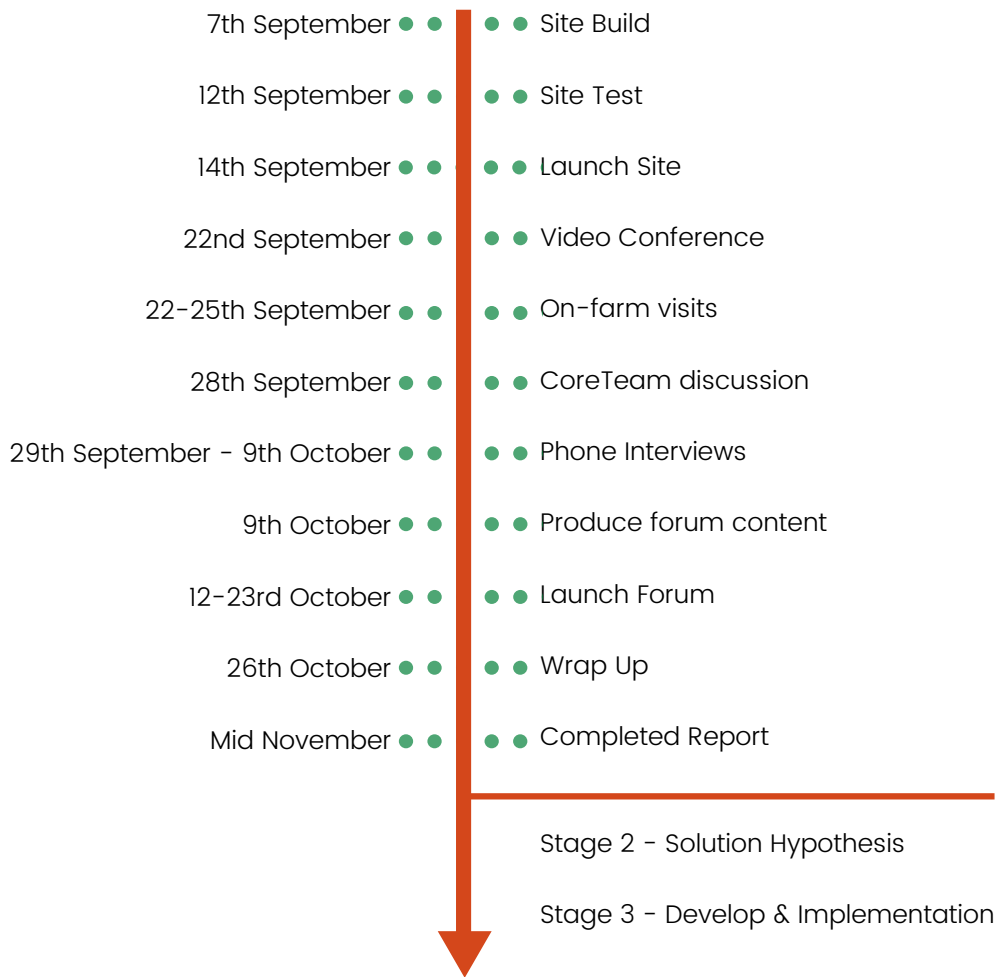 7th September Site Build
12th September Site Test
14th September Launch Site
22nd September Video Conference
22-25th September On-farm visits
28th September CoreTeam discussion
29th September - 9th October Phone Interviews
9th October Produce forum content
12-23rd October Launch Forum
26th October Wrap Up
Mid November Completed Report
Stage 2 - Solution Hypothesis
Stage 3 - Develop & Implementation